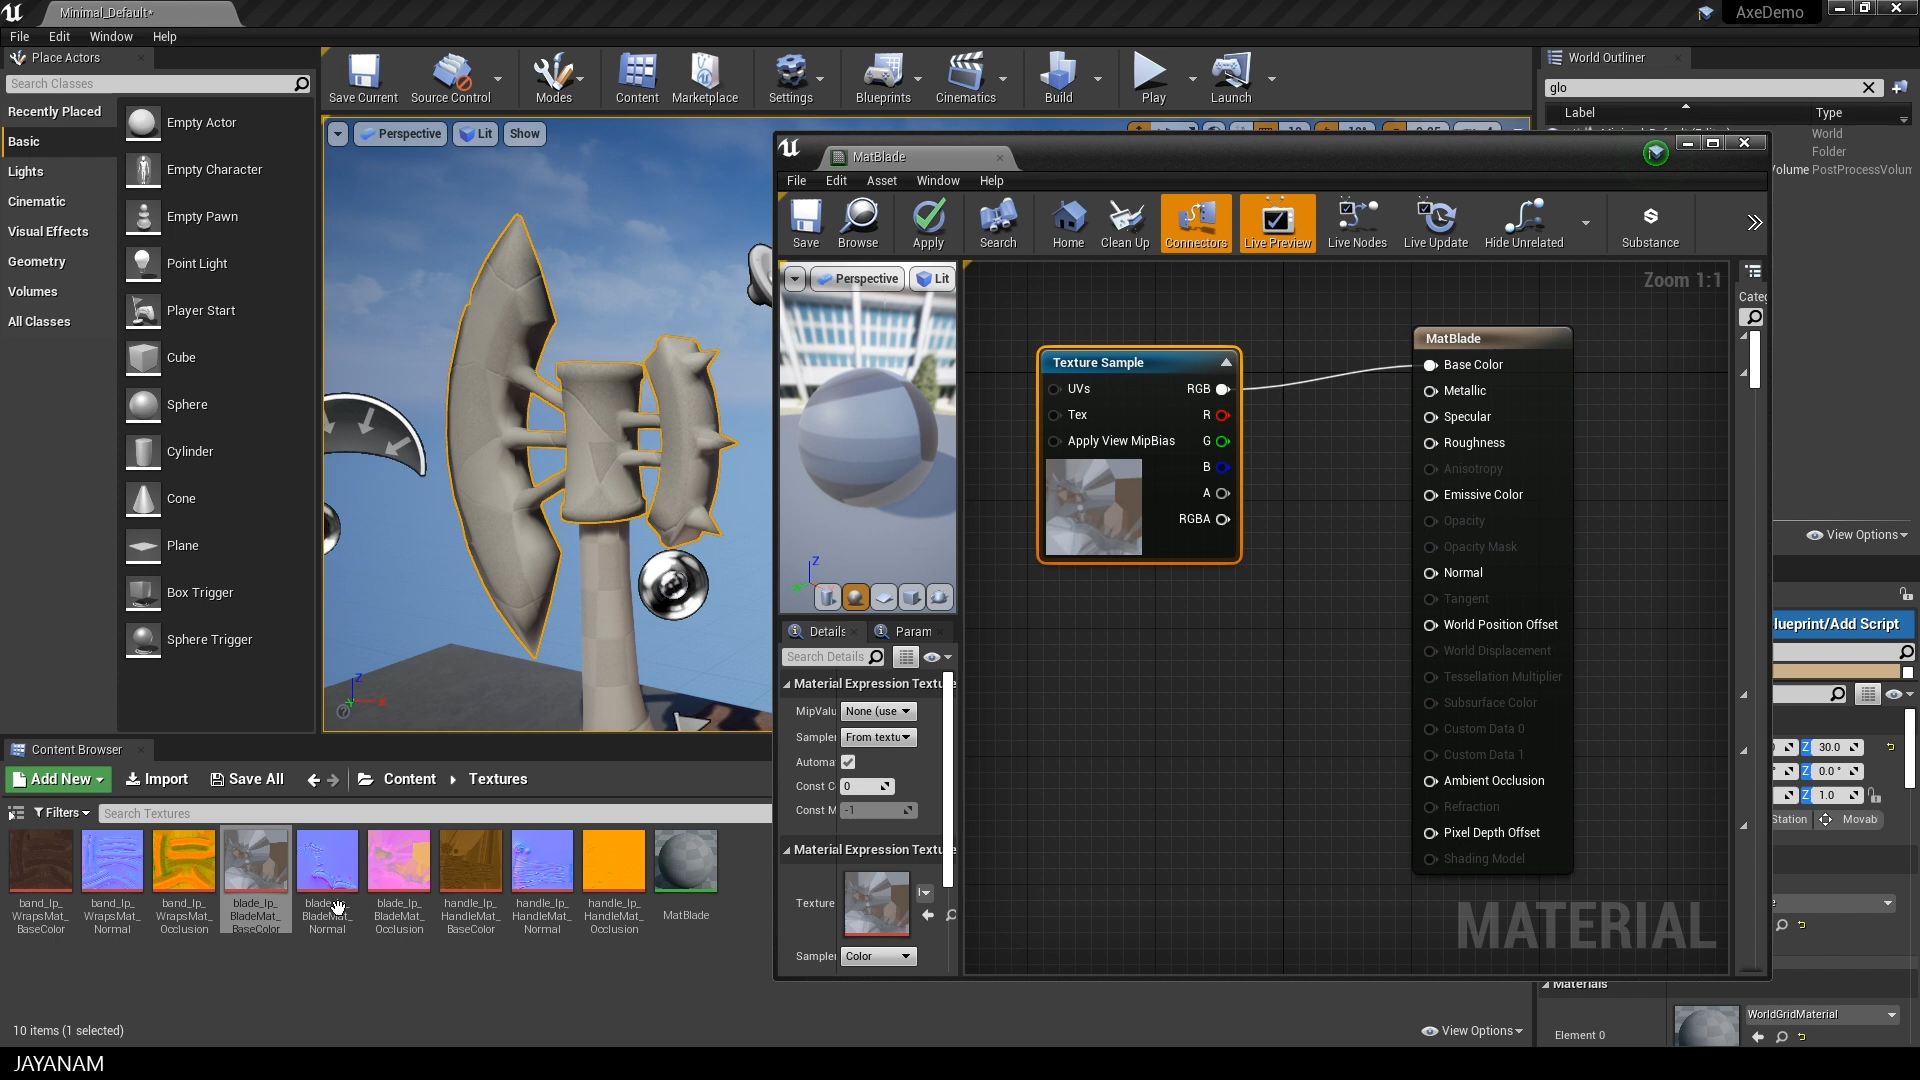 Minimal_Default*
AxeDemo
File Edit Window Help
Place Actors
Search Classes
Recently Placed
Basic
Lights
Cinematic
Visual Effects
Geometry
Volumes
All Classes
Empty Actor
Empty Character
Empty Pawn
Point Light
Player Start
Cube
Sphere
Cylinder
Cone
Plane
Box Trigger
Sphere Trigger
Save Current Source Control Modes Content Marketplace Settings Blueprints Cinematics Build Play Launch
Perspective Lit Show
World Outliner
glo
Label Type
World
Folder
Volume PostProcessVolum
View Options
MatBlade
File Edit Asset Window Help
Save Browse Apply Search Home Clean Up Connectors Live Preview Live Nodes Live Update Hide Unrelated Substance
Perspective Lit
Zoom 1:1
Categ
Texture Sample
UVs RGB
Tex R
Apply View MipBias G
B
A
RGBA
MatBlade
Base Color
Metallic
Specular
Roughness
Anisotropy
Emissive Color
Opacity
Opacity Mask
Normal
Tangent
World Position Offset
World Displacement
Tessellation Multiplier
Subsurface Color
Custom Data 0
Custom Data 1
Ambient Occlusion
Refraction
Pixel Depth Offset
Shading Model
MATERIAL
Details Param
Search Details
Material Expression Textu
MipValu None (use
Sampler From textu
Automa
Const C 0
Const M -1
Material Expression Textu
Texture
Sampler Color
lueprint/Add Script
Z 30.0
Z 0.0 °
Z 1.0
Station Movab
Materials
Element 0
WorldGridMaterial
Content Browser
Add New Import Save All Content Textures
Filters Search Textures
band_lp_
WrapsMat_
BaseColor
band_lp_
WrapsMat_
Normal
band_lp_
WrapsMat_
Occlusion
blade_lp_
BladeMat_
BaseColor
blade_lp_
BladeMat_
Normal
blade_lp_
BladeMat_
Occlusion
handle_lp_
HandleMat_
BaseColor
handle_lp_
HandleMat_
Normal
handle_lp_
HandleMat_
Occlusion
MatBlade
10 items (1 selected)
View Options
JAYANAM